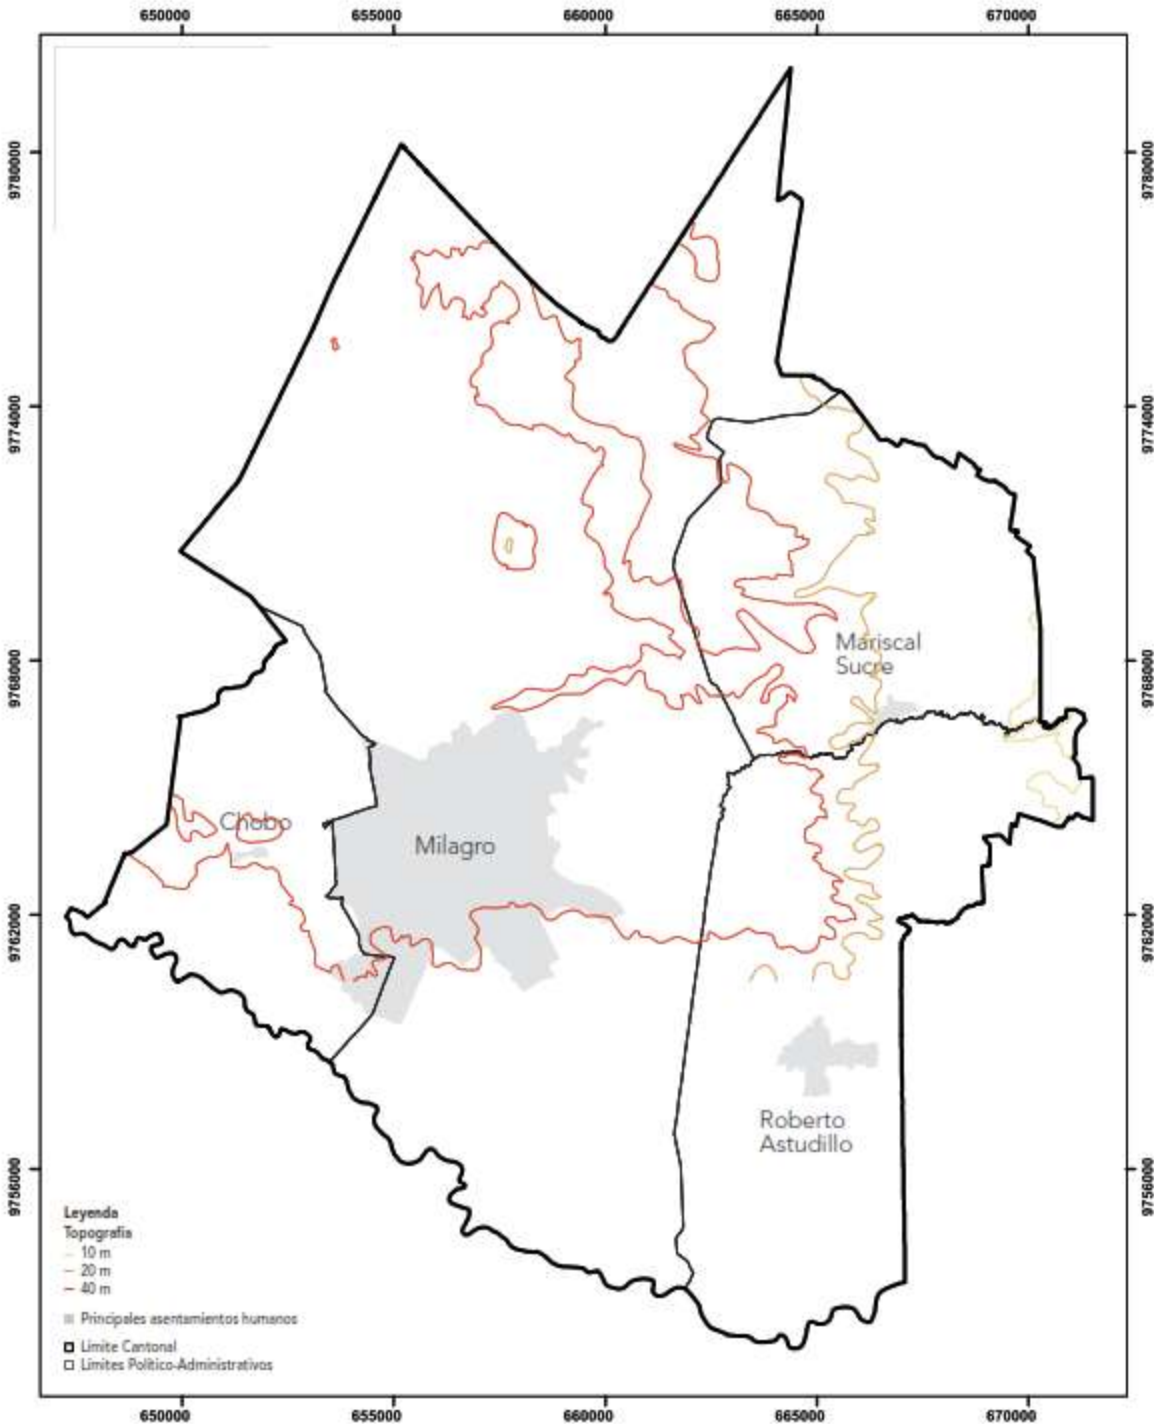 650000 655000 660000 665000 670000
9780000 9780000
9774000 9774000
Mariscal
Sucre
9768000 9768000
Chobo
Milagro
9762000 9762000
Roberto
Astudillo
9756000 9756000
Leyenda
Topografía
10 m
20 m
40 m
Principales asentamientos humanos
Límite Cantonal
Límites Político-Administrativos
650000 655000 660000 665000 670000